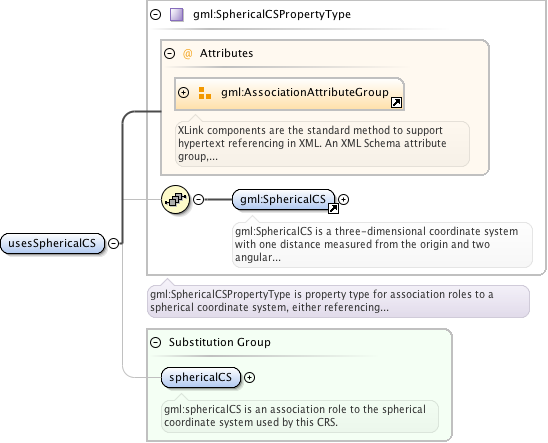 gml:SphericalCSPropertyType
@ Attributes
gml:AssociationAttributeGroup
XLink components are the standard method to support
hypertext referencing in XML. An XML Schema attribute
group,...
gml:SphericalCS
gml:SphericalCS is a three-dimensional coordinate system
with one distance measured from the origin and two
angular...
usesSphericalCS
gml:SphericalCSPropertyType is property type for association roles to a
spherical coordinate system, either referencing...
Substitution Group
sphericalCS
gml:sphericalCS is an association role to the spherical
coordinate system used by this CRS.